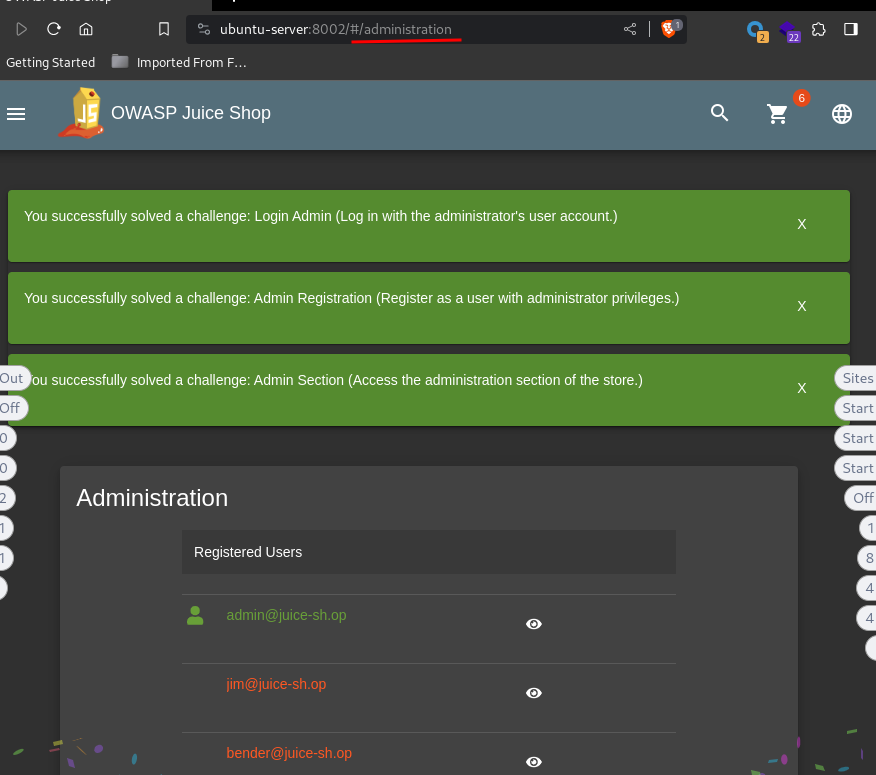 ubuntu-server:8002/#/administration
1
2
22
Getting Started
Imported From F...
JS
OWASP Juice Shop
6
You successfully solved a challenge: Login Admin (Log in with the administrator's user account.)
X
You successfully solved a challenge: Admin Registration (Register as a user with administrator privileges.)
X
You successfully solved a challenge: Admin Section (Access the administration section of the store.)
X
Out
Off
0
0
2
1
1
Sites
Start
Start
Start
Off
1
8
4
4
Administration
Registered Users
admin@juice-sh.op
jim@juice-sh.op
bender@juice-sh.op